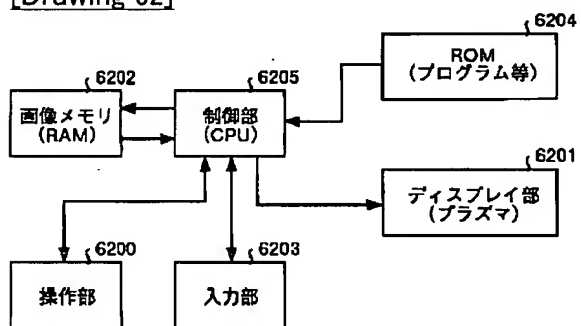 [Drawing 62]
6204
ROM
(プログラム等)
6202
画像メモリ
(RAM)
6205
制御部
(CPU)
6201
ディスプレイ部
(プラズマ)
6200
操作部
6203
入力部